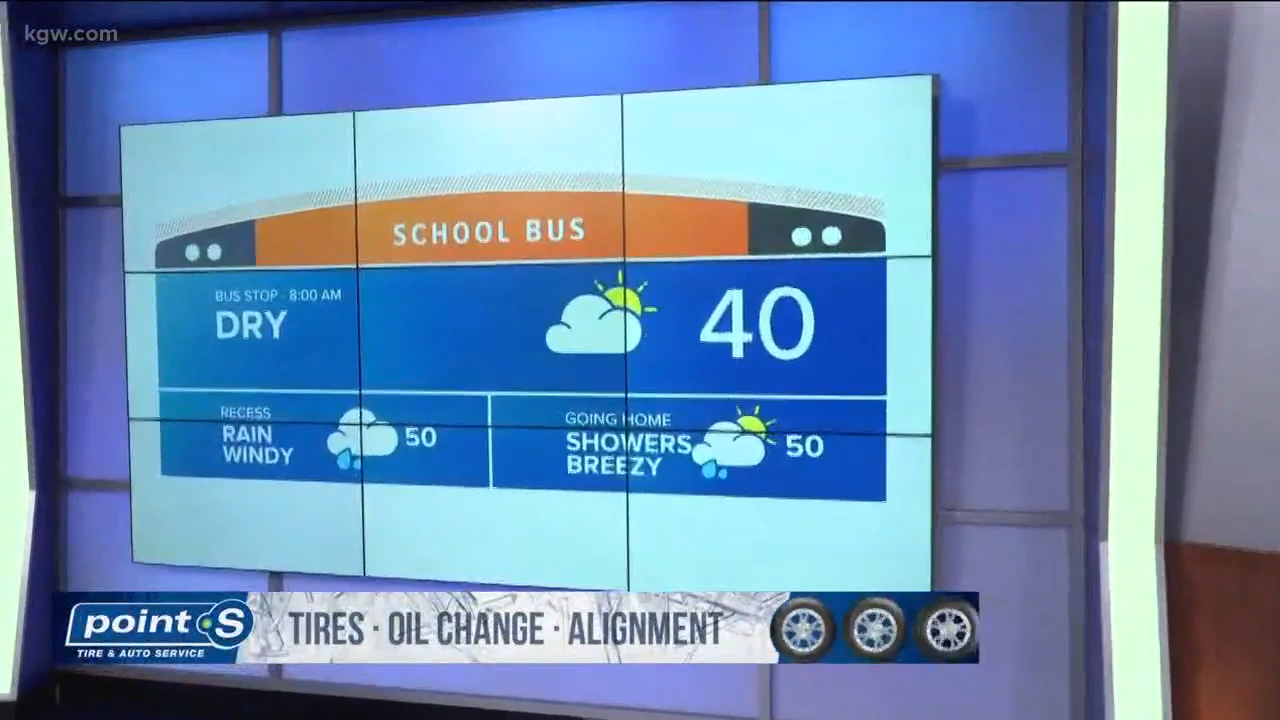 kgw.com
SCHOOL BUS
BUS STOP - 8:00 AM
DRY
40
RECESS
RAIN
WINDY
50
GOING HOME
SHOWERS
BREEZY
50
point S
TIRE & AUTO SERVICE
TIRES · OIL CHANGE · ALIGNMENT